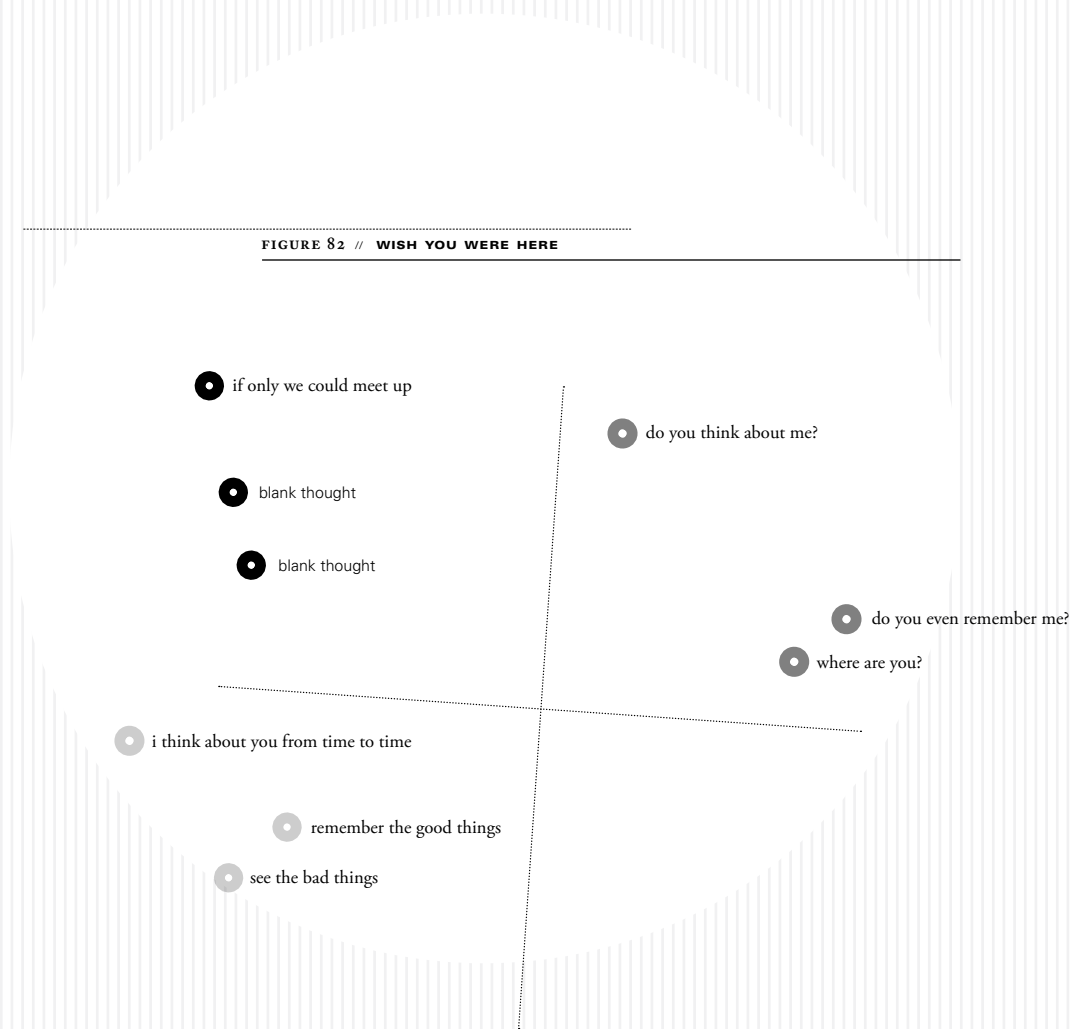 FIGURE 82 // WISH YOU WERE HERE
if only we could meet up
do you think about me?
blank thought
blank thought
do you even remember me?
where are you?
i think about you from time to time
remember the good things
see the bad things